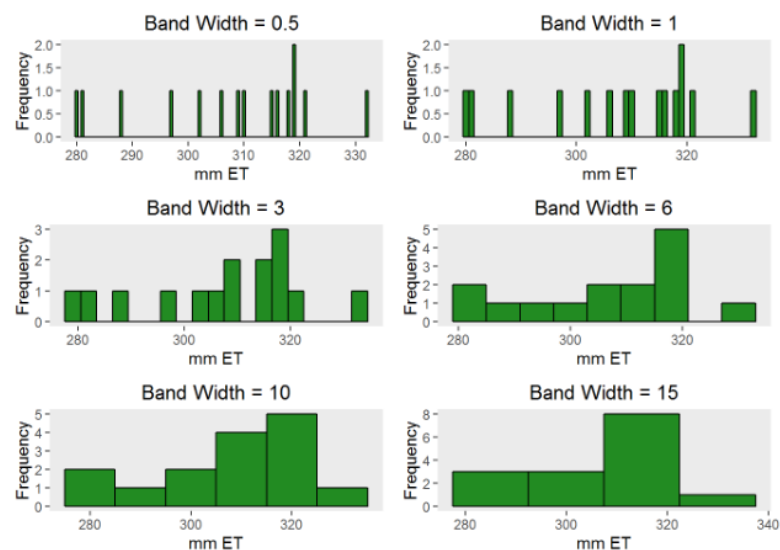 Band Width = 0.5
Frequency
2.0
1.5
1.0
0.5
0.0
280 290 300 310 320 330
mm ET
Band Width = 1
Frequency
2.0
1.5
1.0
0.5
0.0
280 300 320
mm ET
Band Width = 3
Frequency
3
2
1
0
280 300 320
mm ET
Band Width = 6
Frequency
5
4
3
2
1
0
280 300 320
mm ET
Band Width = 10
Frequency
5
4
3
2
1
0
280 300 320
mm ET
Band Width = 15
Frequency
8
6
4
2
0
280 300 320 340
mm ET